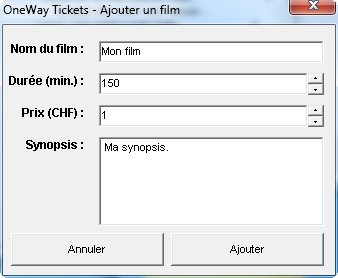 OneWay Tickets - Ajouter un film
Nom du film : Mon film
Durée (min.) : 150
Prix (CHF) : 1
Synopsis : Ma synopsis.
Annuler Ajouter